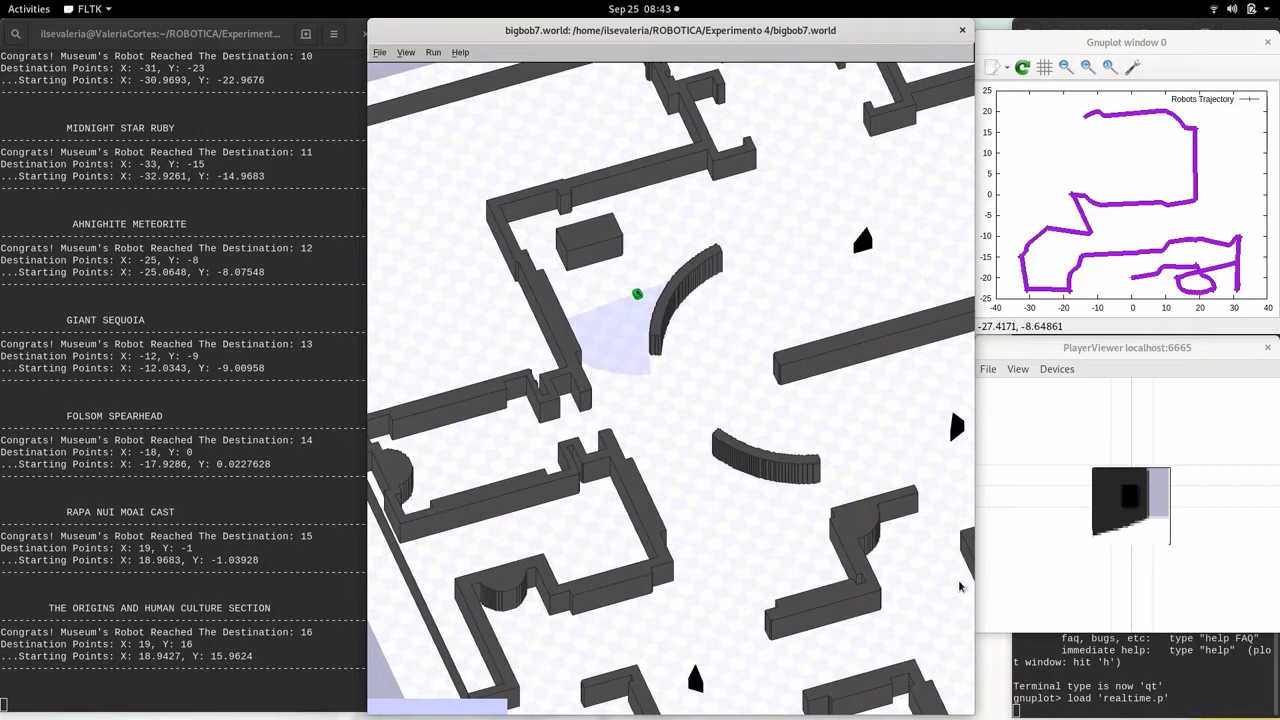 Activities
FLTK
Sep 25 08:43
ilsevaleria@ValeriaCortes:~/ROBOTICA/Experiment...
Congrats! Museum's Robot Reached The Destination: 10
Destination Points: X: -31, Y: -23
...Starting Points: X: -30.9693, Y: -22.9676
--------------------------------------------------------
MIDNIGHT STAR RUBY
Congrats! Museum's Robot Reached The Destination: 11
Destination Points: X: -33, Y: -15
...Starting Points: X: -32.9261, Y: -14.9683
--------------------------------------------------------
AHNIGHITE METEORITE
Congrats! Museum's Robot Reached The Destination: 12
Destination Points: X: -25, Y: -8
...Starting Points: X: -25.0648, Y: -8.07548
--------------------------------------------------------
GIANT SEQUOIA
Congrats! Museum's Robot Reached The Destination: 13
Destination Points: X: -12, Y: -9
...Starting Points: X: -12.0343, Y: -9.00958
--------------------------------------------------------
FOLSOM SPEARHEAD
Congrats! Museum's Robot Reached The Destination: 14
Destination Points: X: -18, Y: 0
...Starting Points: X: -17.9286, Y: 0.0227628
--------------------------------------------------------
RAPA NUI MOAI CAST
Congrats! Museum's Robot Reached The Destination: 15
Destination Points: X: 19, Y: -1
...Starting Points: X: 18.9683, Y: -1.03928
--------------------------------------------------------
THE ORIGINS AND HUMAN CULTURE SECTION
Congrats! Museum's Robot Reached The Destination: 16
Destination Points: X: 19, Y: 16
...Starting Points: X: 18.9427, Y: 15.9624
--------------------------------------------------------
bigbob7.world: /home/ilsevaleria/ROBOTICA/Experimento 4/bigbob7.world
File View Run Help
Gnuplot window 0
Robots Trajectory
25
20
15
10
5
0
-5
-10
-15
-20
-25
-40 -30 -20 -10 0 10 20 30 40
-27.4171, -8.64861
PlayerViewer localhost:6665
File View Devices
faq, bugs, etc: type "help FAQ"
immediate help: type "help" (plo
t window: hit 'h')
Terminal type is now 'qt'
gnuplot> load 'realtime.p'